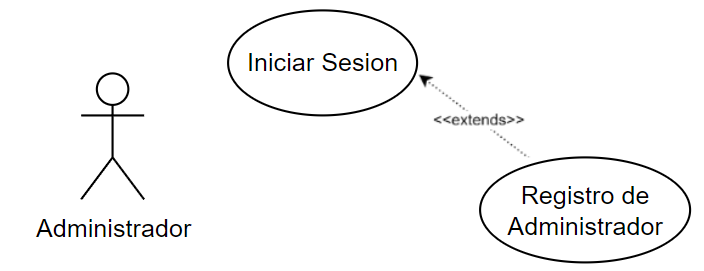 Iniciar Sesion
<<extends>>
Registro de
Administrador
Administrador